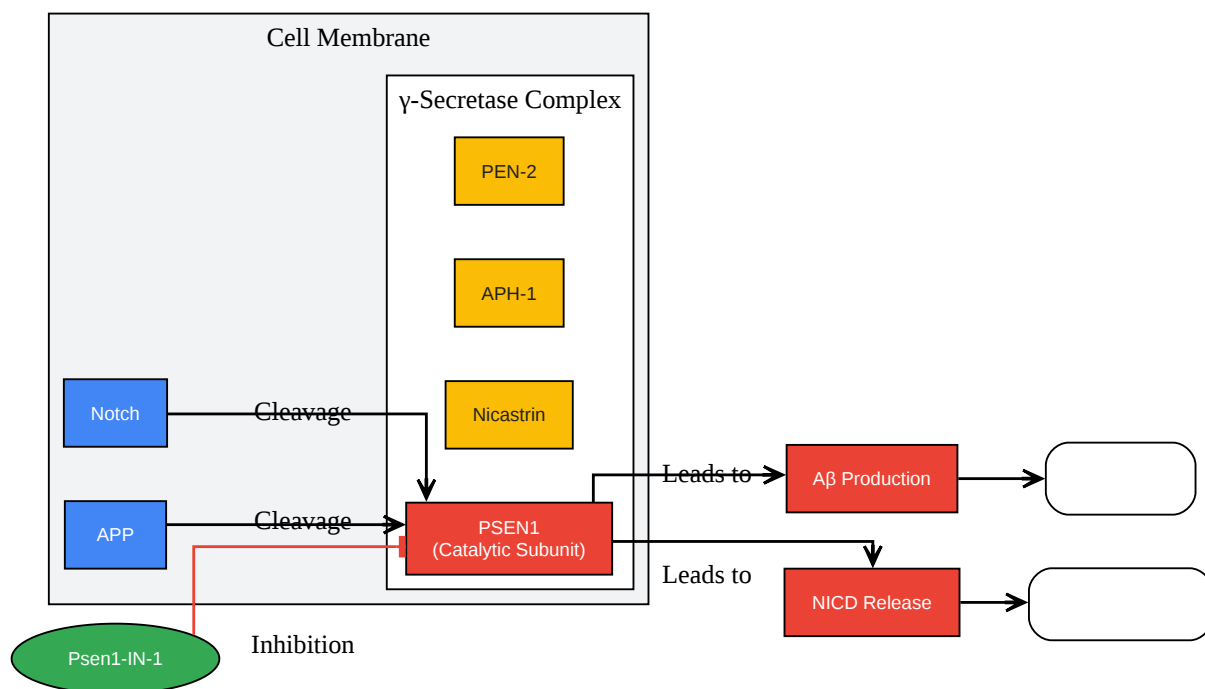 Cell Membrane
γ-Secretase Complex
PEN-2
APH-1
Notch
Cleavage
Nicastrin
APP
Cleavage
PSEN1
(Catalytic Subunit)
Leads to
Aβ Production
Leads to
NICD Release
Psen1-IN-1
Inhibition